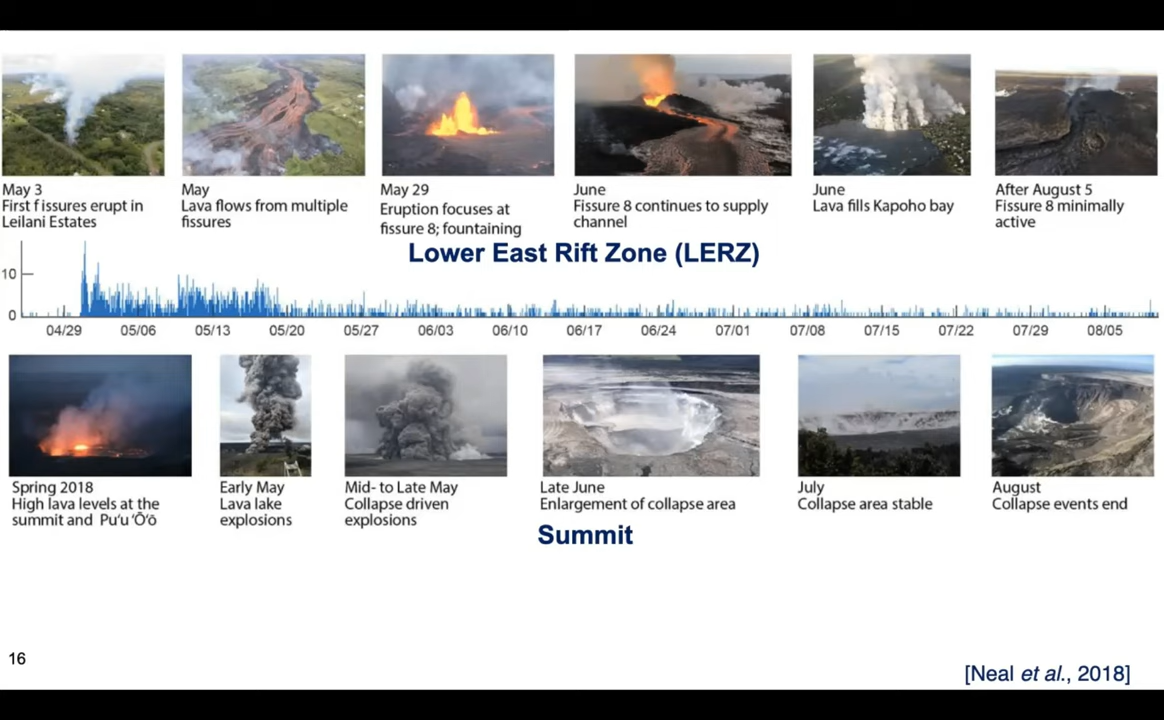 May 3
First f issures erupt in
Leilani Estates
May
Lava flows from multiple
fissures
May 29
Eruption focuses at
fissure 8; fountaining
June
Fissure 8 continues to supply
channel
June
Lava fills Kapoho bay
After August 5
Fissure 8 minimally
active
Lower East Rift Zone (LERZ)
10
0
04/29 05/06 05/13 05/20 05/27 06/03 06/10 06/17 06/24 07/01 07/08 07/15 07/22 07/29 08/05
Spring 2018
High lava levels at the
summit and Pu'u 'Ō'ō
Early May
Lava lake
explosions
Mid- to Late May
Collapse driven
explosions
Late June
Enlargement of collapse area
July
Collapse area stable
August
Collapse events end
Summit
16
[Neal et al., 2018]